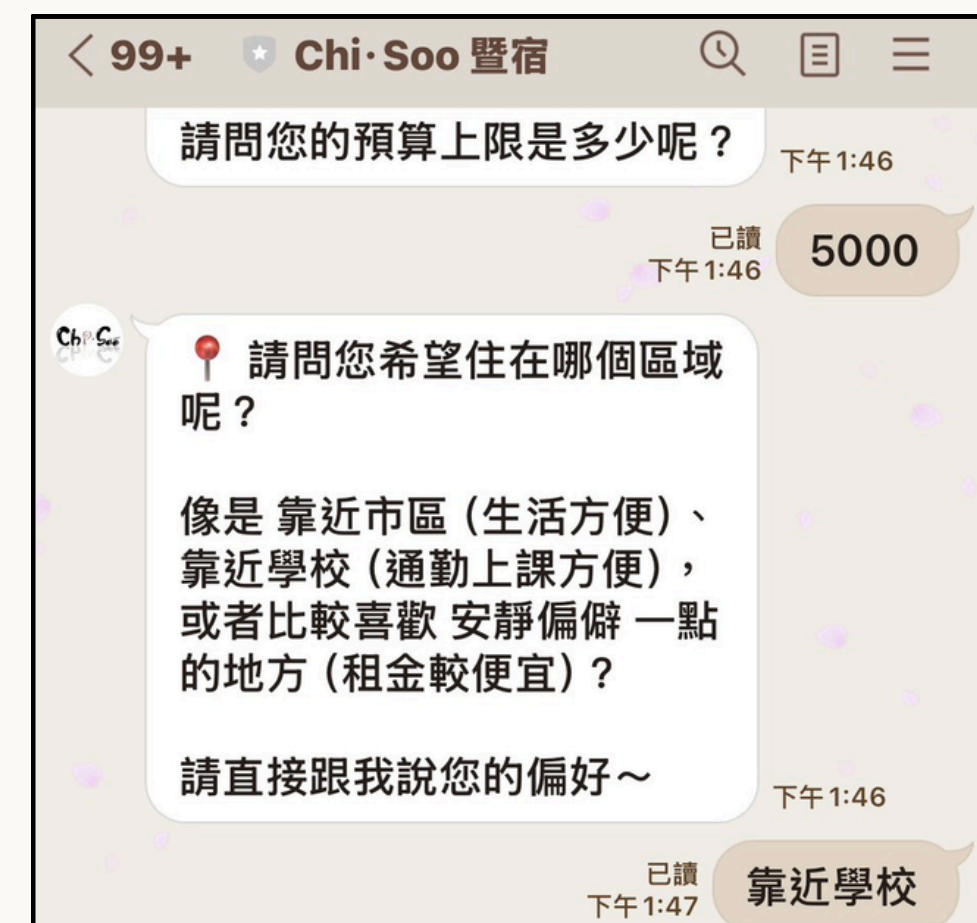 99+ Chi·Soo 暨宿
請問您的預算上限是多少呢？
下午 1:46
已讀
下午 1:46
5000
Chi·Soo
📍 請問您希望住在哪個區域
呢？
像是 靠近市區（生活方便）、
靠近學校（通勤上課方便），
或者比較喜歡 安靜偏僻 一點
的地方（租金較便宜）？
請直接跟我說您的偏好～
下午 1:46
已讀
下午 1:47
靠近學校